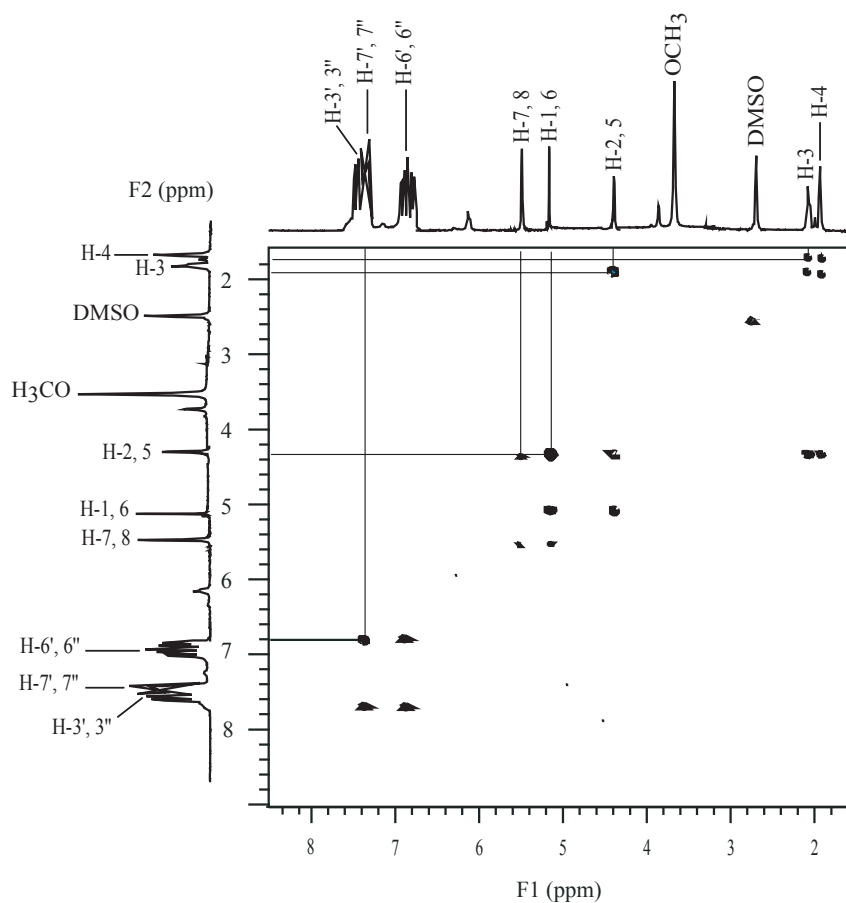 H-3', 3"
H-7', 7"
H-6', 6"
H-7, 8
H-1, 6
H-2, 5
OCH3
DMSO
H-3
H-4
F2 (ppm)
H-4
H-3
DMSO
H3CO
H-2, 5
H-1, 6
H-7, 8
H-6', 6"
H-7', 7"
H-3', 3"
2
3
4
5
6
7
8
8 7 6 5 4 3 2
F1 (ppm)